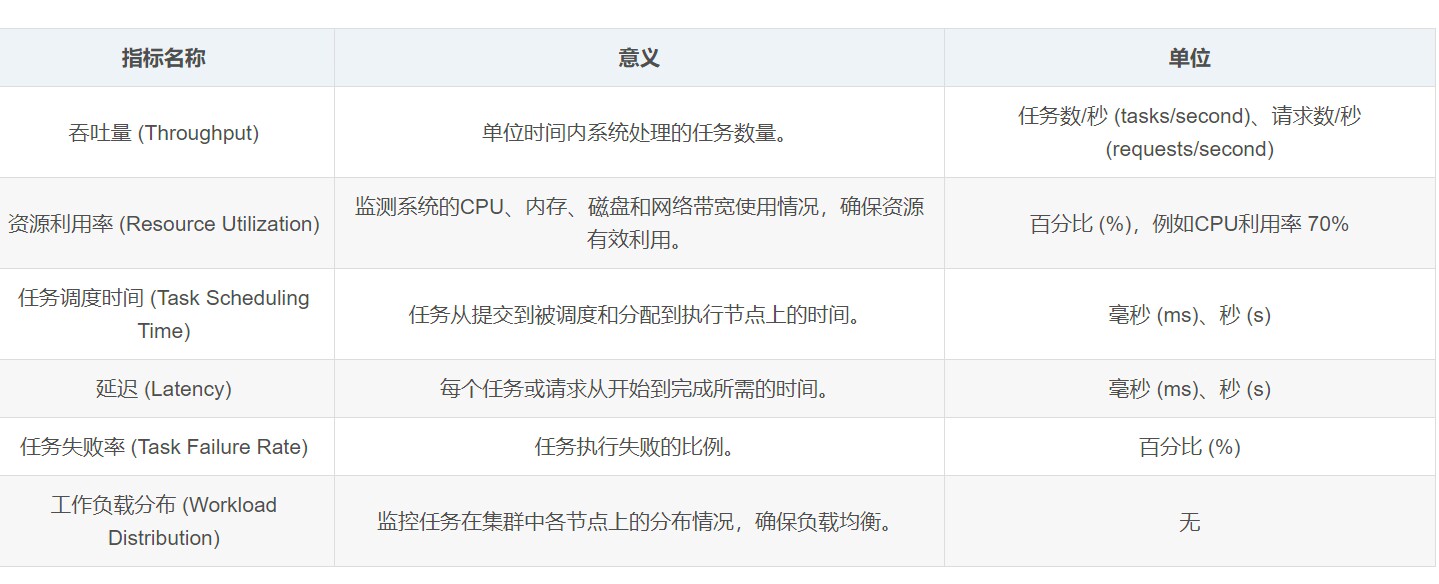 指标名称
意义
单位
吞吐量 (Throughput)
单位时间内系统处理的任务数量。
任务数/秒 (tasks/second)、请求数/秒
(requests/second)
资源利用率 (Resource Utilization)
监测系统的CPU、内存、磁盘和网络带宽使用情况，确保资源
有效利用。
百分比 (%)，例如CPU利用率 70%
任务调度时间 (Task Scheduling
Time)
任务从提交到被调度和分配到执行节点上的时间。
毫秒 (ms)、秒 (s)
延迟 (Latency)
每个任务或请求从开始到完成所需的时间。
毫秒 (ms)、秒 (s)
任务失败率 (Task Failure Rate)
任务执行失败的比例。
百分比 (%)
工作负载分布 (Workload
Distribution)
监控任务在集群中各节点上的分布情况，确保负载均衡。
无